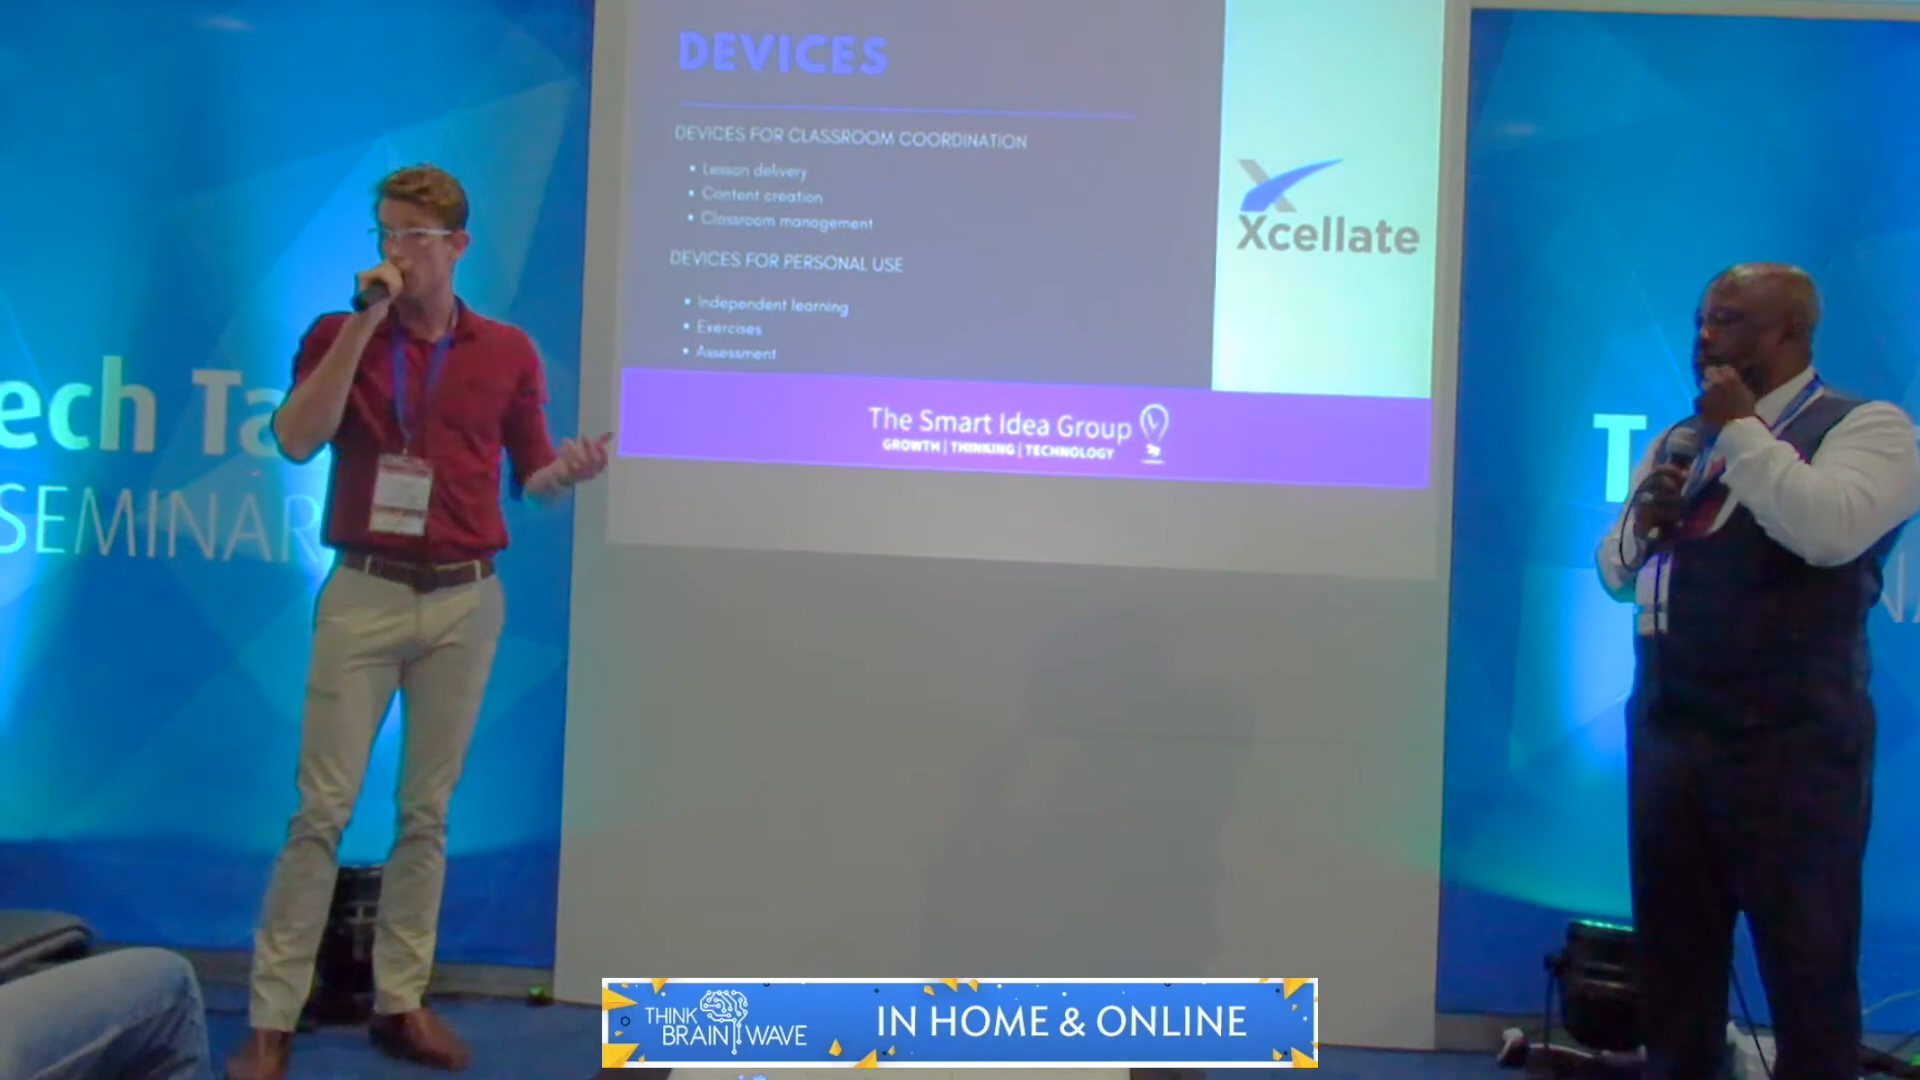 DEVICES
DEVICES FOR CLASSROOM COORDINATION
• Lesson delivery
• Content creation
• Classroom management
DEVICES FOR PERSONAL USE
• Independent learning
• Exercises
• Assessment
Xcellate
The Smart Idea Group
GROWTH | THINKING | TECHNOLOGY
ech Ta
SEMINAR
T
THINK
BRAIN WAVE
IN HOME & ONLINE